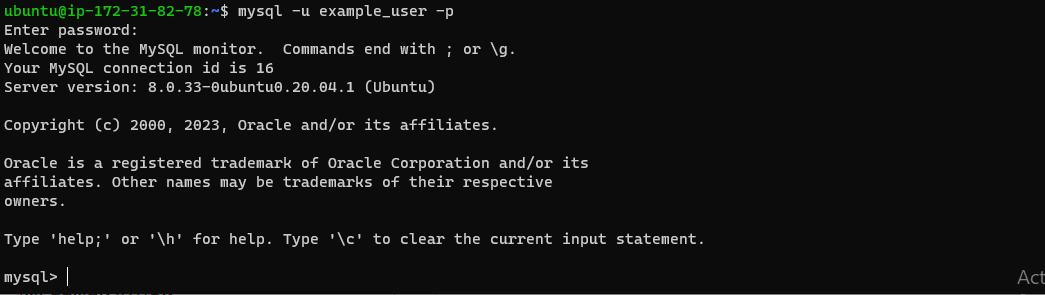 ubuntu@ip-172-31-82-78:~$ mysql -u example_user -p
Enter password:
Welcome to the MySQL monitor.  Commands end with ; or \g.
Your MySQL connection id is 16
Server version: 8.0.33-0ubuntu0.20.04.1 (Ubuntu)

Copyright (c) 2000, 2023, Oracle and/or its affiliates.

Oracle is a registered trademark of Oracle Corporation and/or its
affiliates. Other names may be trademarks of their respective
owners.

Type 'help;' or '\h' for help. Type '\c' to clear the current input statement.

mysql>
Act